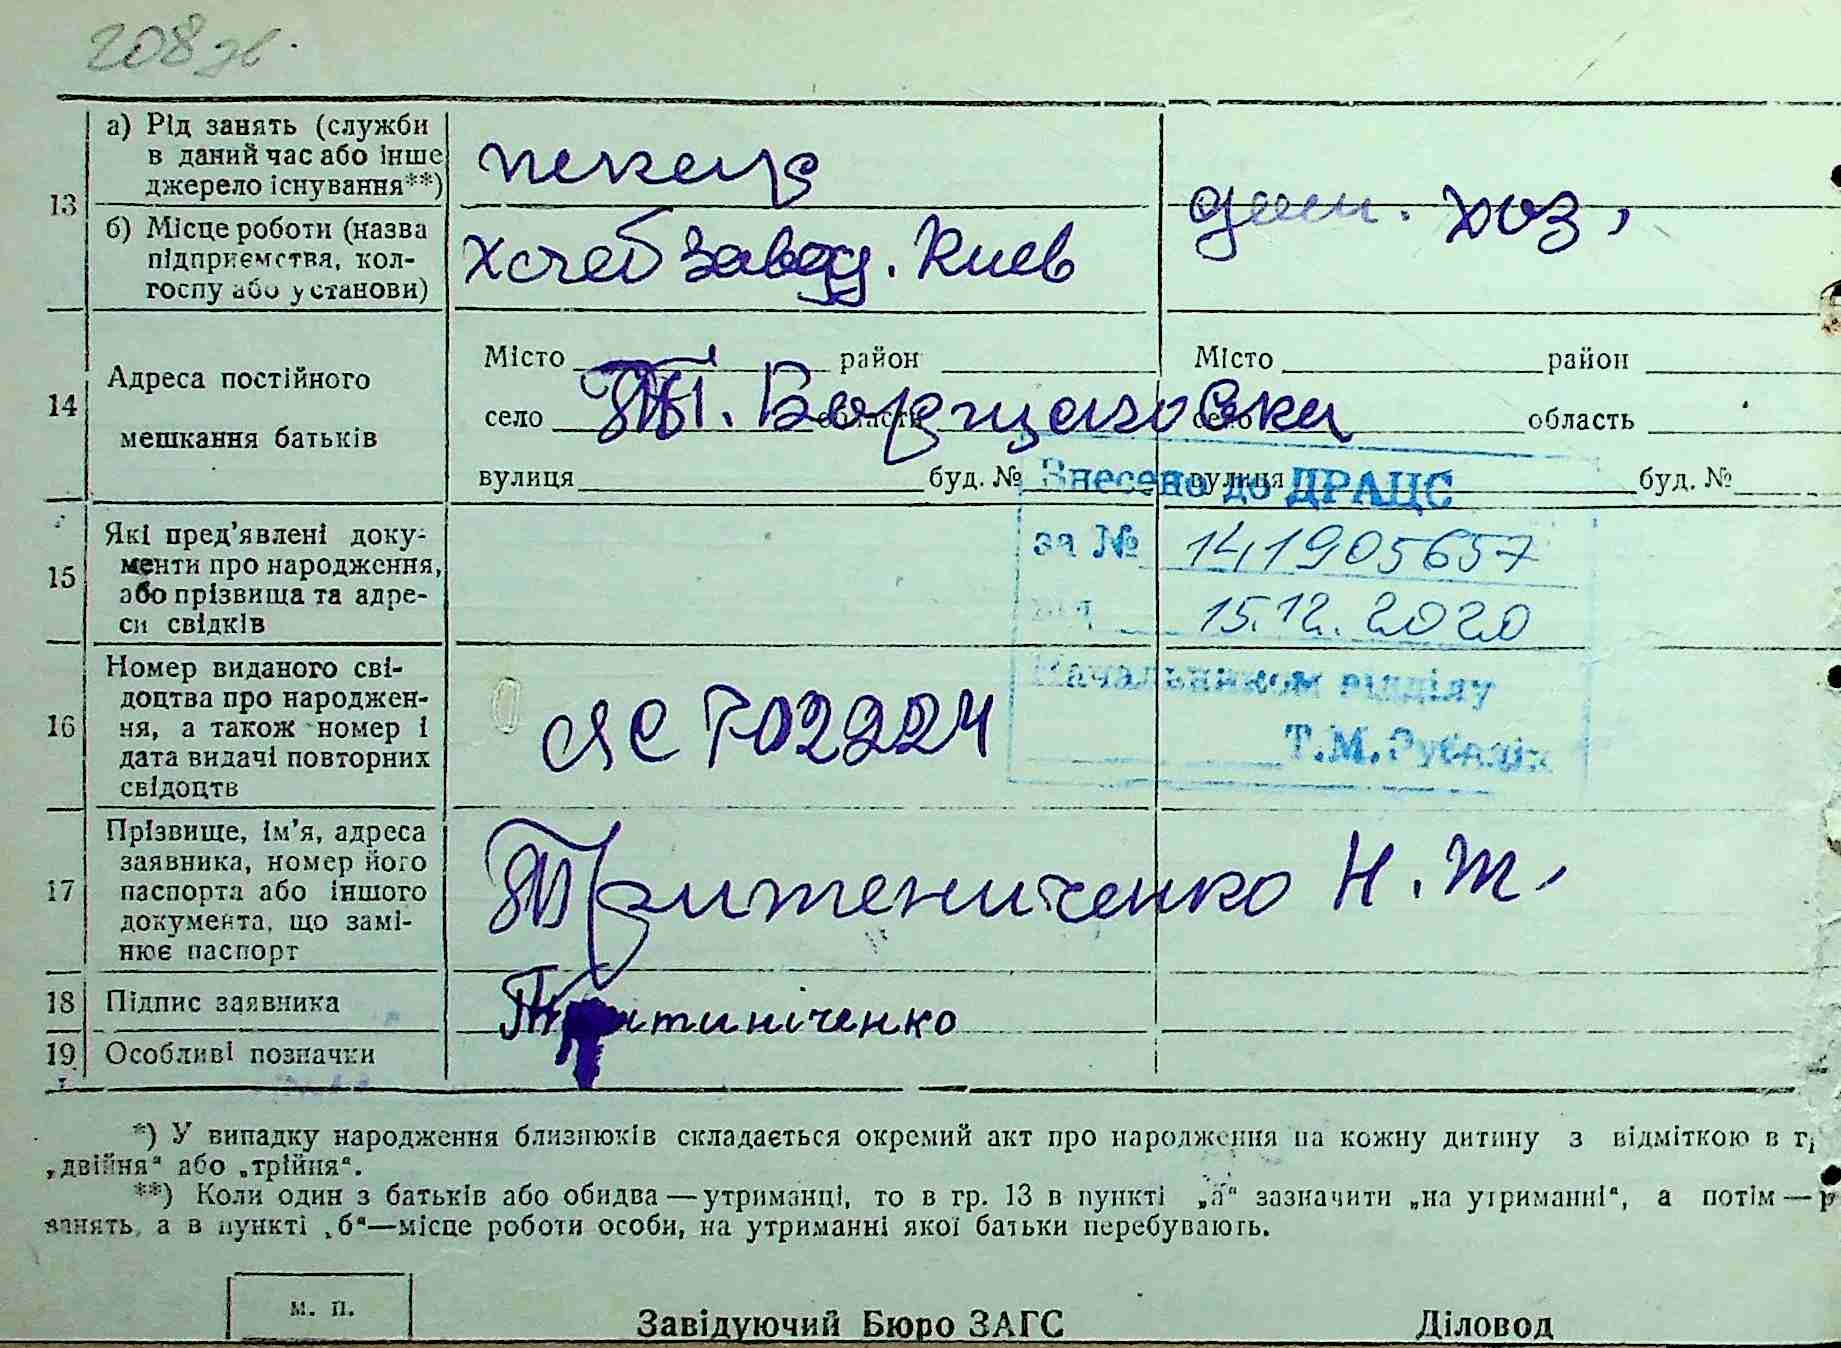 208 зв.
13
а) Рід занять (служби в даний час або інше джерело існування**)
пекець
б) Місце роботи (назва підприємства, колгоспу або установи)
Хлебзавод. Киев
дом. хоз,
14
Адреса постійного мешкання батьків
Місто район
Місто район
село П. Борщаговка область
село область
вулиця буд. №
вулиця буд. №
Внесено до ДРАЦС
за № 14,1905657
від 15.12.2020
Начальником відділу
Т.М.
15
Які пред'явлені документи про народження, або прізвища та адреси свідків
16
Номер виданого свідоцтва про народження, а також номер і дата видачі повторних свідоцтв
ЯС 702224
17
Прізвище, ім'я, адреса заявника, номер його паспорта або іншого документа, що замінює паспорт
Н. Т.
18
Підпис заявника
19
Особливі позначки
*) У випадку народження близнюків складається окремий акт про народження на кожну дитину з відміткою в г
„двійня“ або „трійня“.
**) Коли один з батьків або обидва — утриманці, то в гр. 13 в пункті „а“ зазначити „на утриманні“, а потім — р
занять, а в пункті „б“—місце роботи особи, на утриманні якої батьки перебувають.
м. п.
Завідуючий Бюро ЗАГС
Діловод